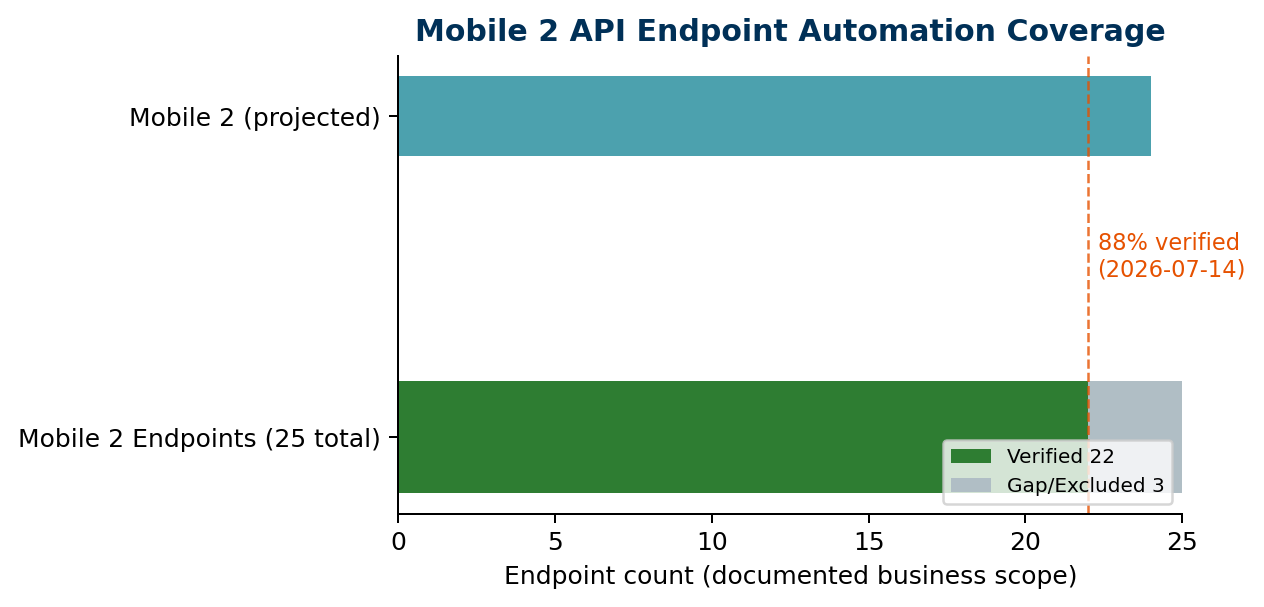 Mobile 2 API Endpoint Automation Coverage
Mobile 2 (projected)
88% verified
(2026-07-14)
Mobile 2 Endpoints (25 total)
Verified 22
Gap/Excluded 3
0 5 10 15 20 25
Endpoint count (documented business scope)